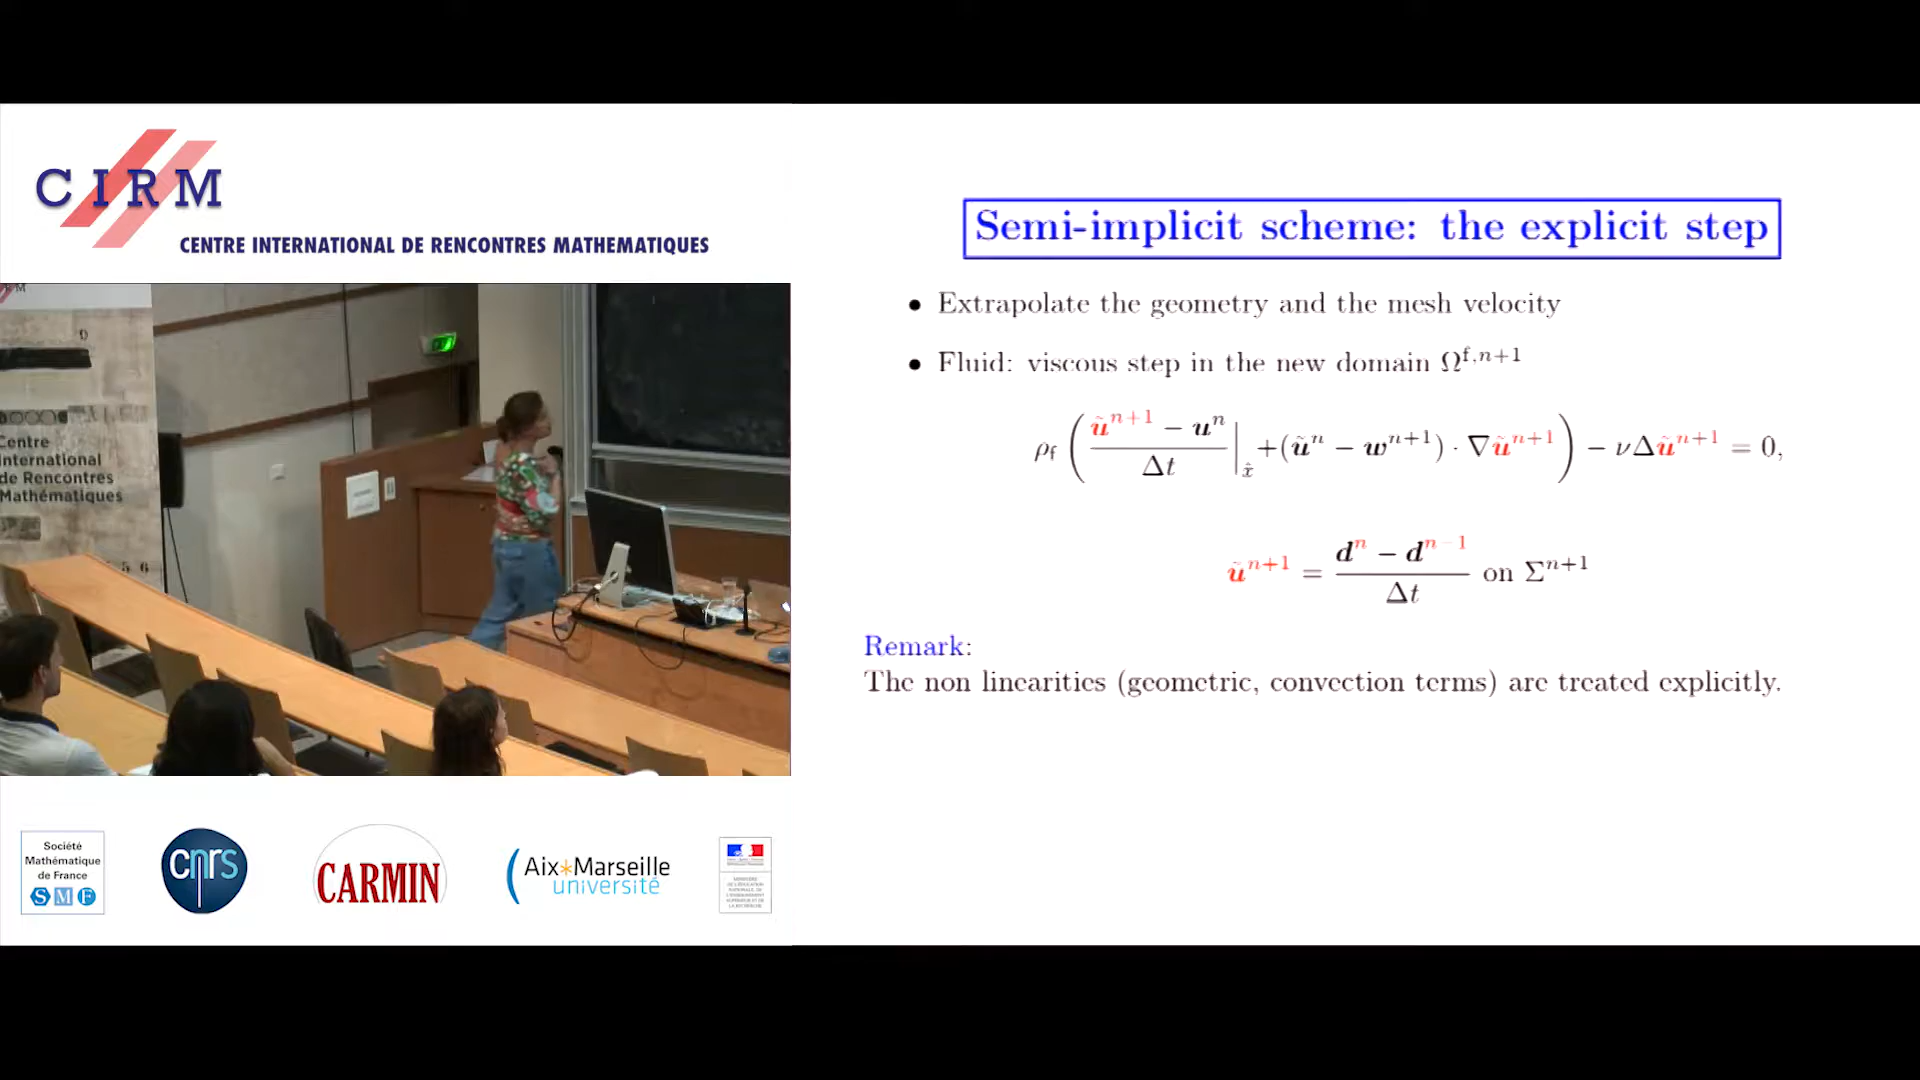 CIRM
CENTRE INTERNATIONAL DE RENCONTRES MATHEMATIQUES
Centre
International
de Rencontres
Mathématiques
5 6
Semi-implicit scheme: the explicit step
• Extrapolate the geometry and the mesh velocity
• Fluid: viscous step in the new domain Ω^{f,n+1}
ρ_f ( (ũ^{n+1} − u^n)/Δt |_{x̂} + (ũ^n − w^{n+1}) · ∇ũ^{n+1} ) − νΔũ^{n+1} = 0,
ũ^{n+1} = (d^n − d^{n−1})/Δt on Σ^{n+1}
Remark:
The non linearities (geometric, convection terms) are treated explicitly.
Société
Mathématique
de France
SMF
cnrs
CARMIN
Aix*Marseille
université